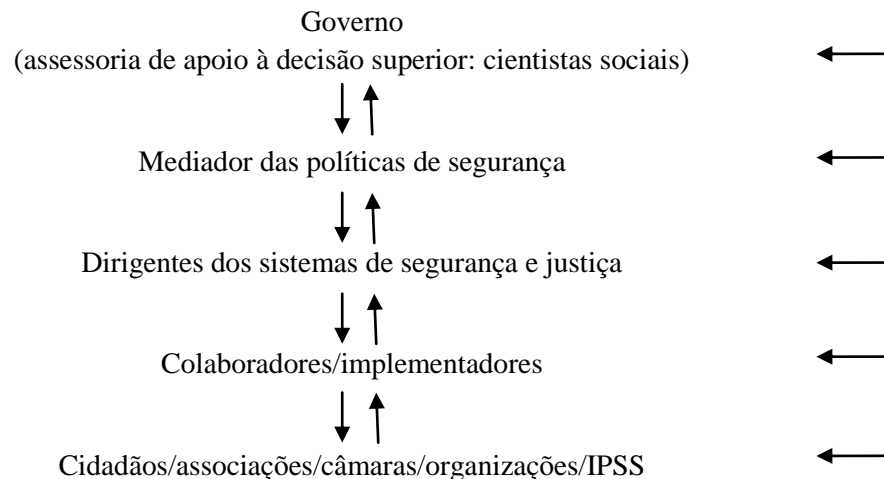 Governo
(assessoria de apoio à decisão superior: cientistas sociais)
Mediador das políticas de segurança
Dirigentes dos sistemas de segurança e justiça
Colaboradores/implementadores
Cidadãos/associações/câmaras/organizações/IPSS